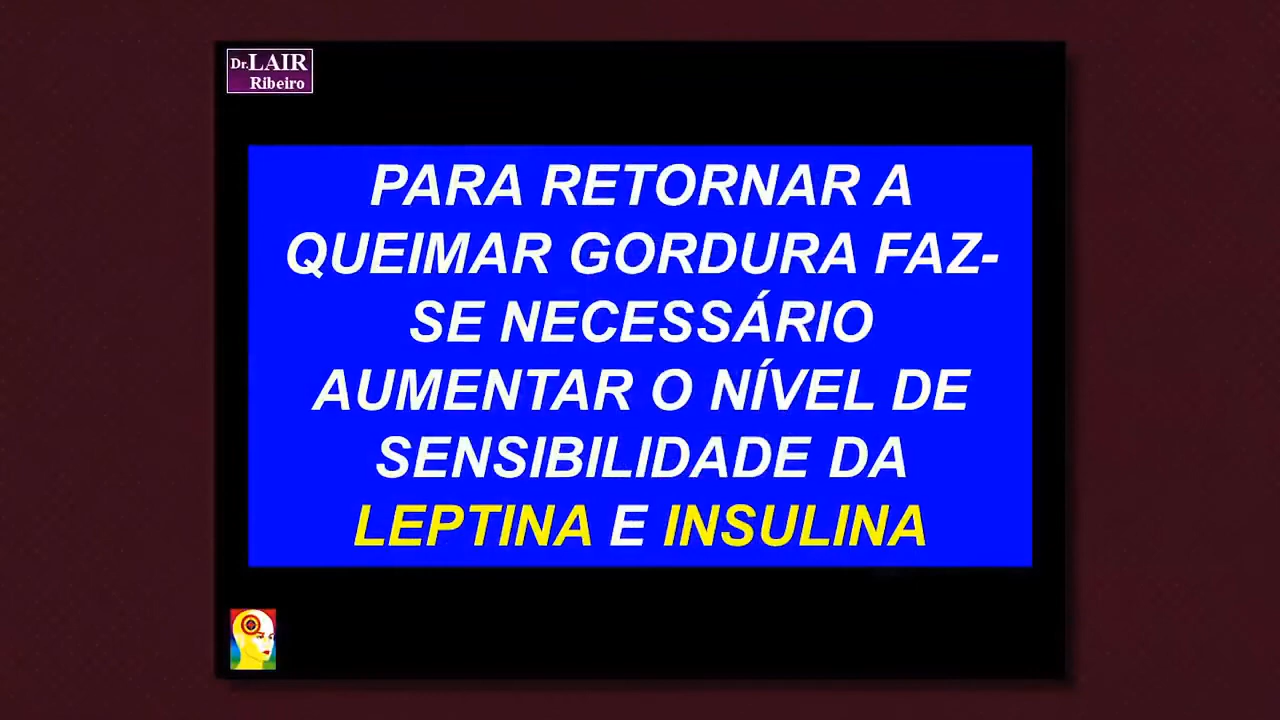 Dr. LAIR
Ribeiro
PARA RETORNAR A
QUEIMAR GORDURA FAZ-
SE NECESSÁRIO
AUMENTAR O NÍVEL DE
SENSIBILIDADE DA
LEPTINA E INSULINA